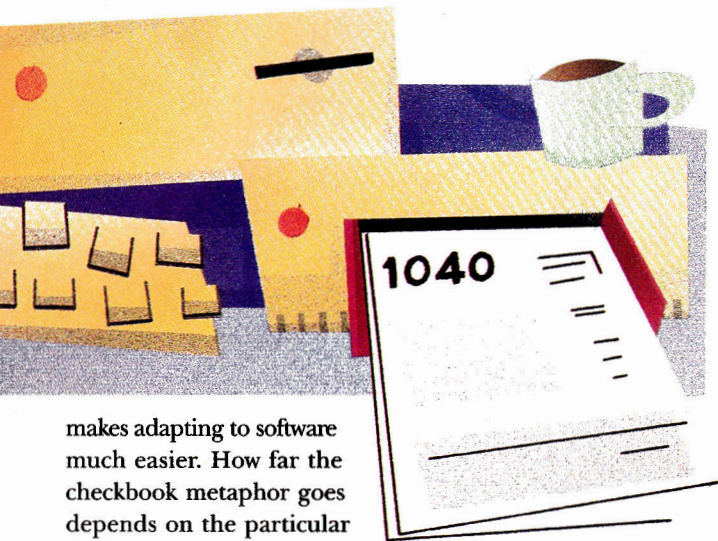 1040
makes adapting to software
much easier. How far the
checkbook metaphor goes
depends on the particular